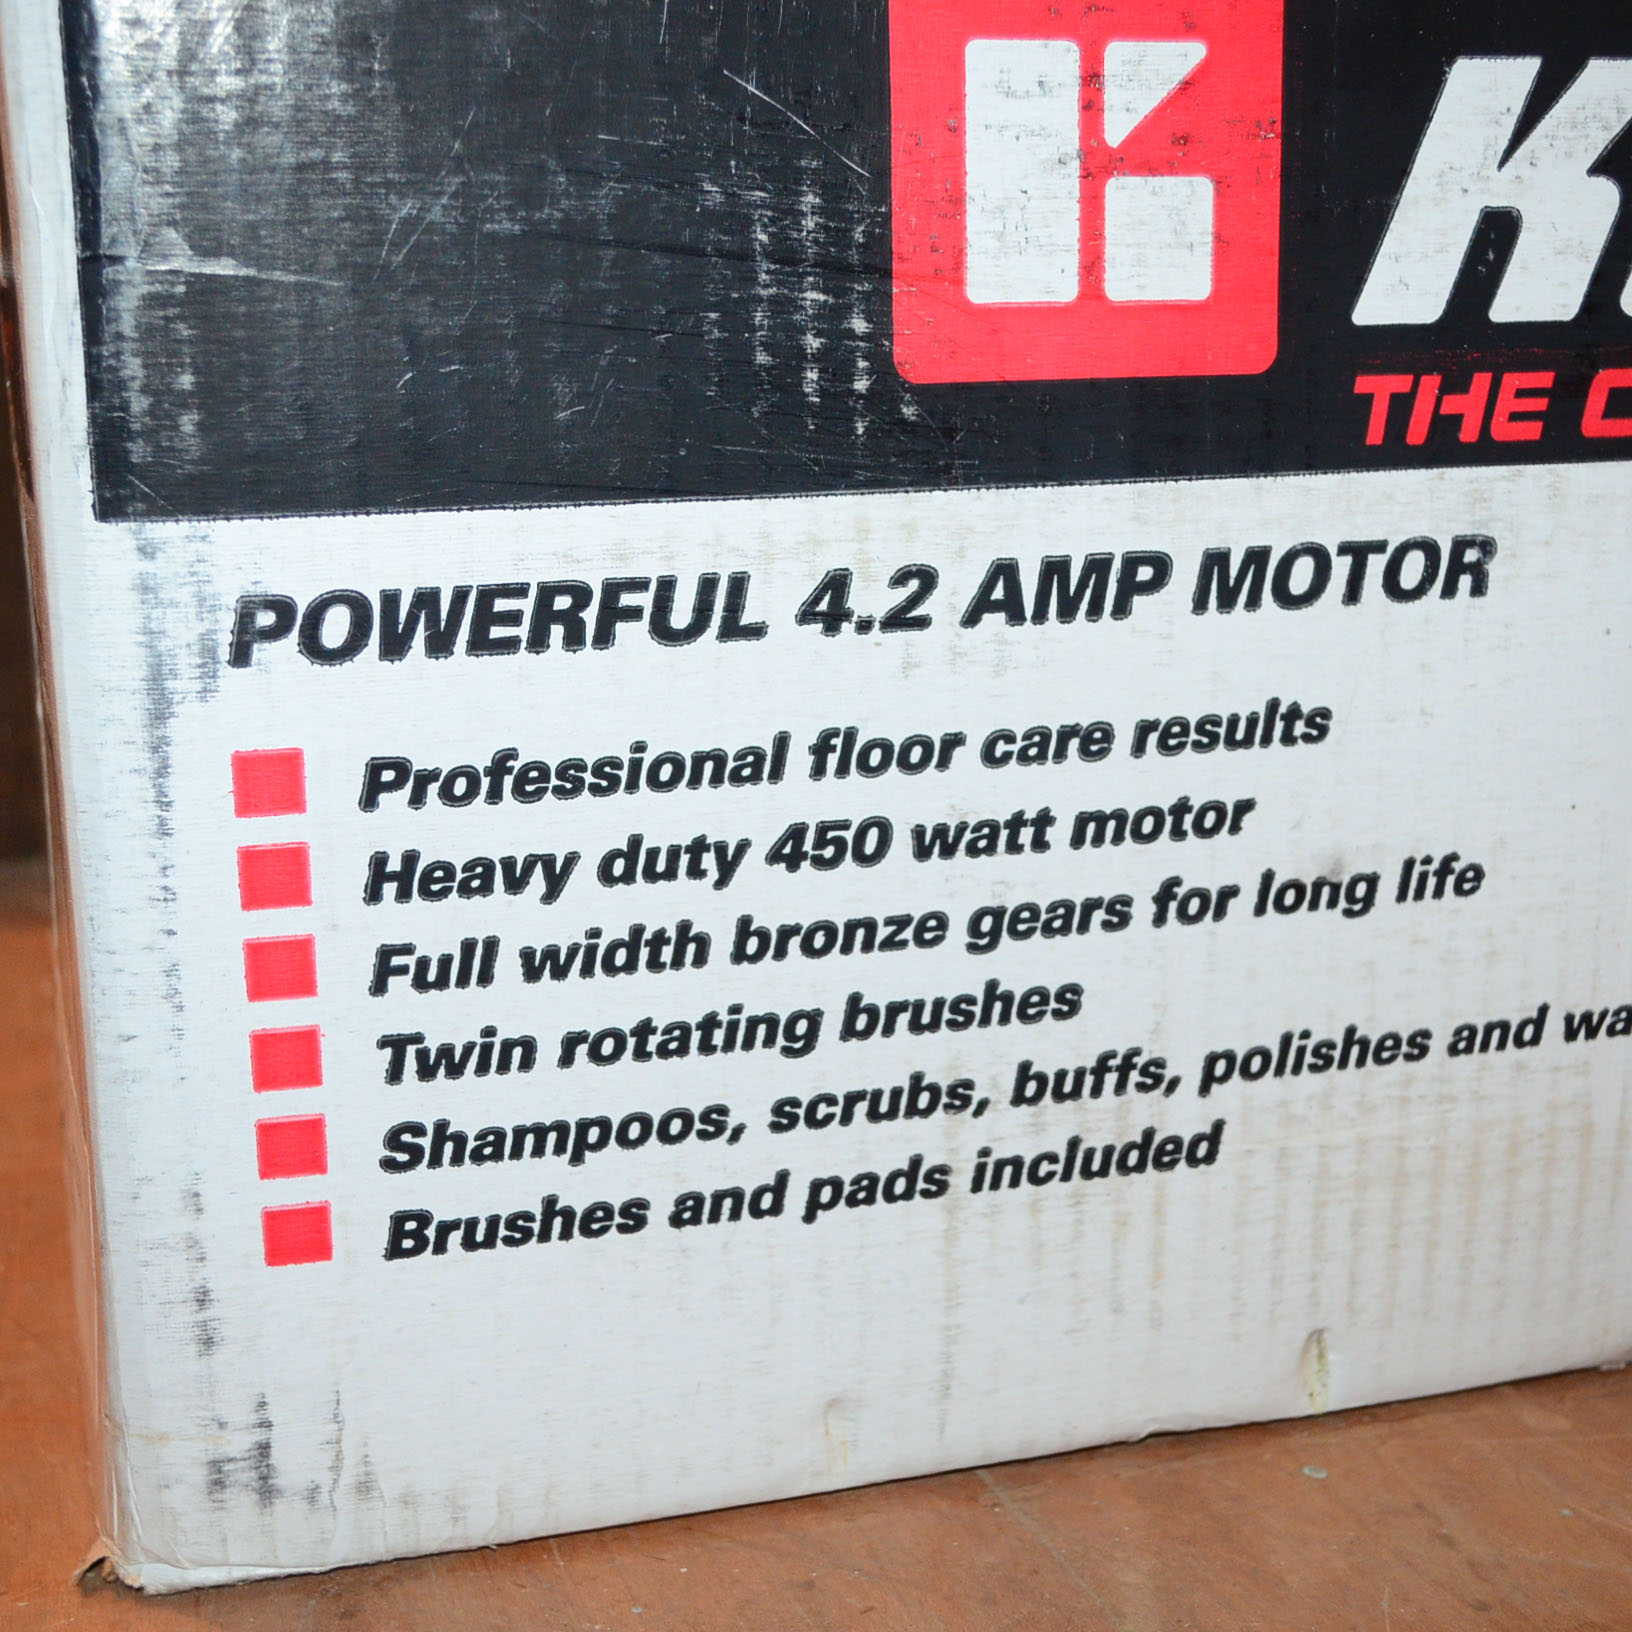 THE
POWERFUL 4.2 AMP MOTOR
Professional floor care results
Heavy duty 450 watt motor
Full width bronze gears for long life
Twin rotating brushes
Shampoos, scrubs, buffs, polishes and
Brushes and pads included